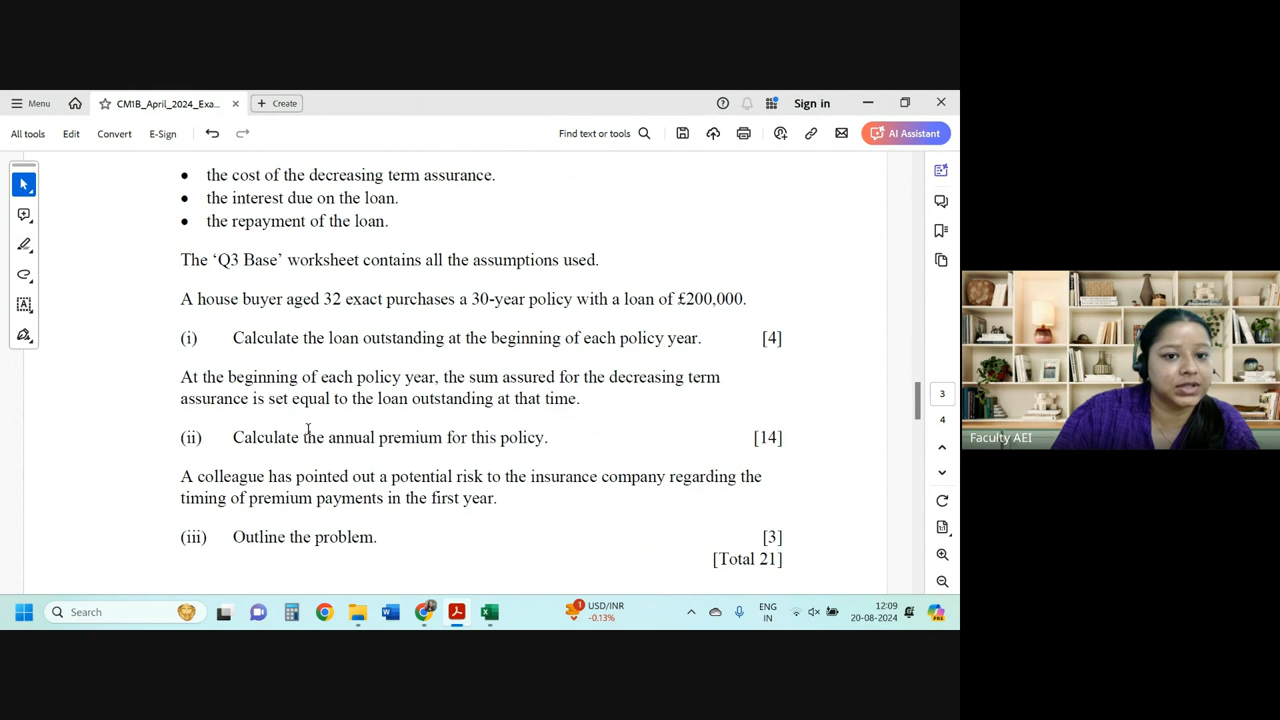 Menu
CM1B_April_2024_Exa...
Create
Sign in
All tools
Edit
Convert
E-Sign
Find text or tools
AI Assistant
• the cost of the decreasing term assurance.
• the interest due on the loan.
• the repayment of the loan.
The ‘Q3 Base’ worksheet contains all the assumptions used.
A house buyer aged 32 exact purchases a 30-year policy with a loan of £200,000.
(i) Calculate the loan outstanding at the beginning of each policy year. [4]
At the beginning of each policy year, the sum assured for the decreasing term
assurance is set equal to the loan outstanding at that time.
(ii) Calculate the annual premium for this policy. [14]
A colleague has pointed out a potential risk to the insurance company regarding the
timing of premium payments in the first year.
(iii) Outline the problem. [3]
[Total 21]
3
4
Faculty AEI
Search
1
USD/INR
-0.13%
ENG
IN
12:09
20-08-2024